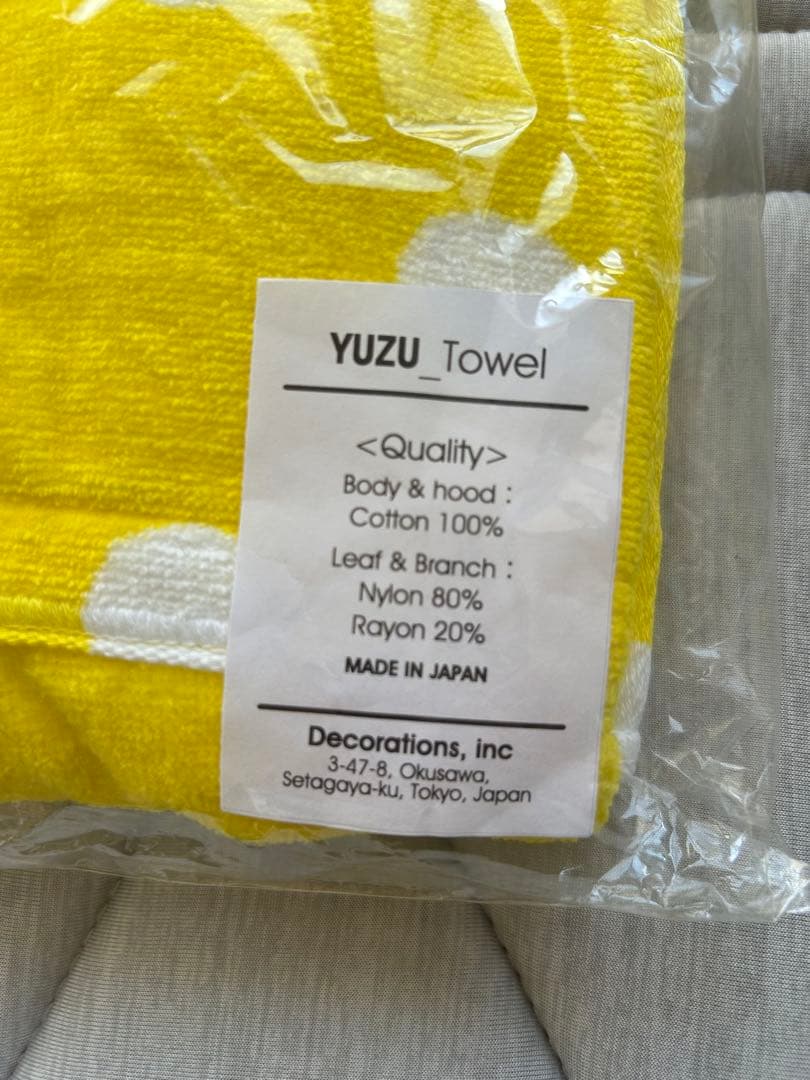 YUZU_Towel
<Quality>
Body & hood :
Cotton 100%
Leaf & Branch :
Nylon 80%
Rayon 20%
MADE IN JAPAN
Decorations, inc
3-47-8, Okusawa,
Setagaya-ku, Tokyo, Japan